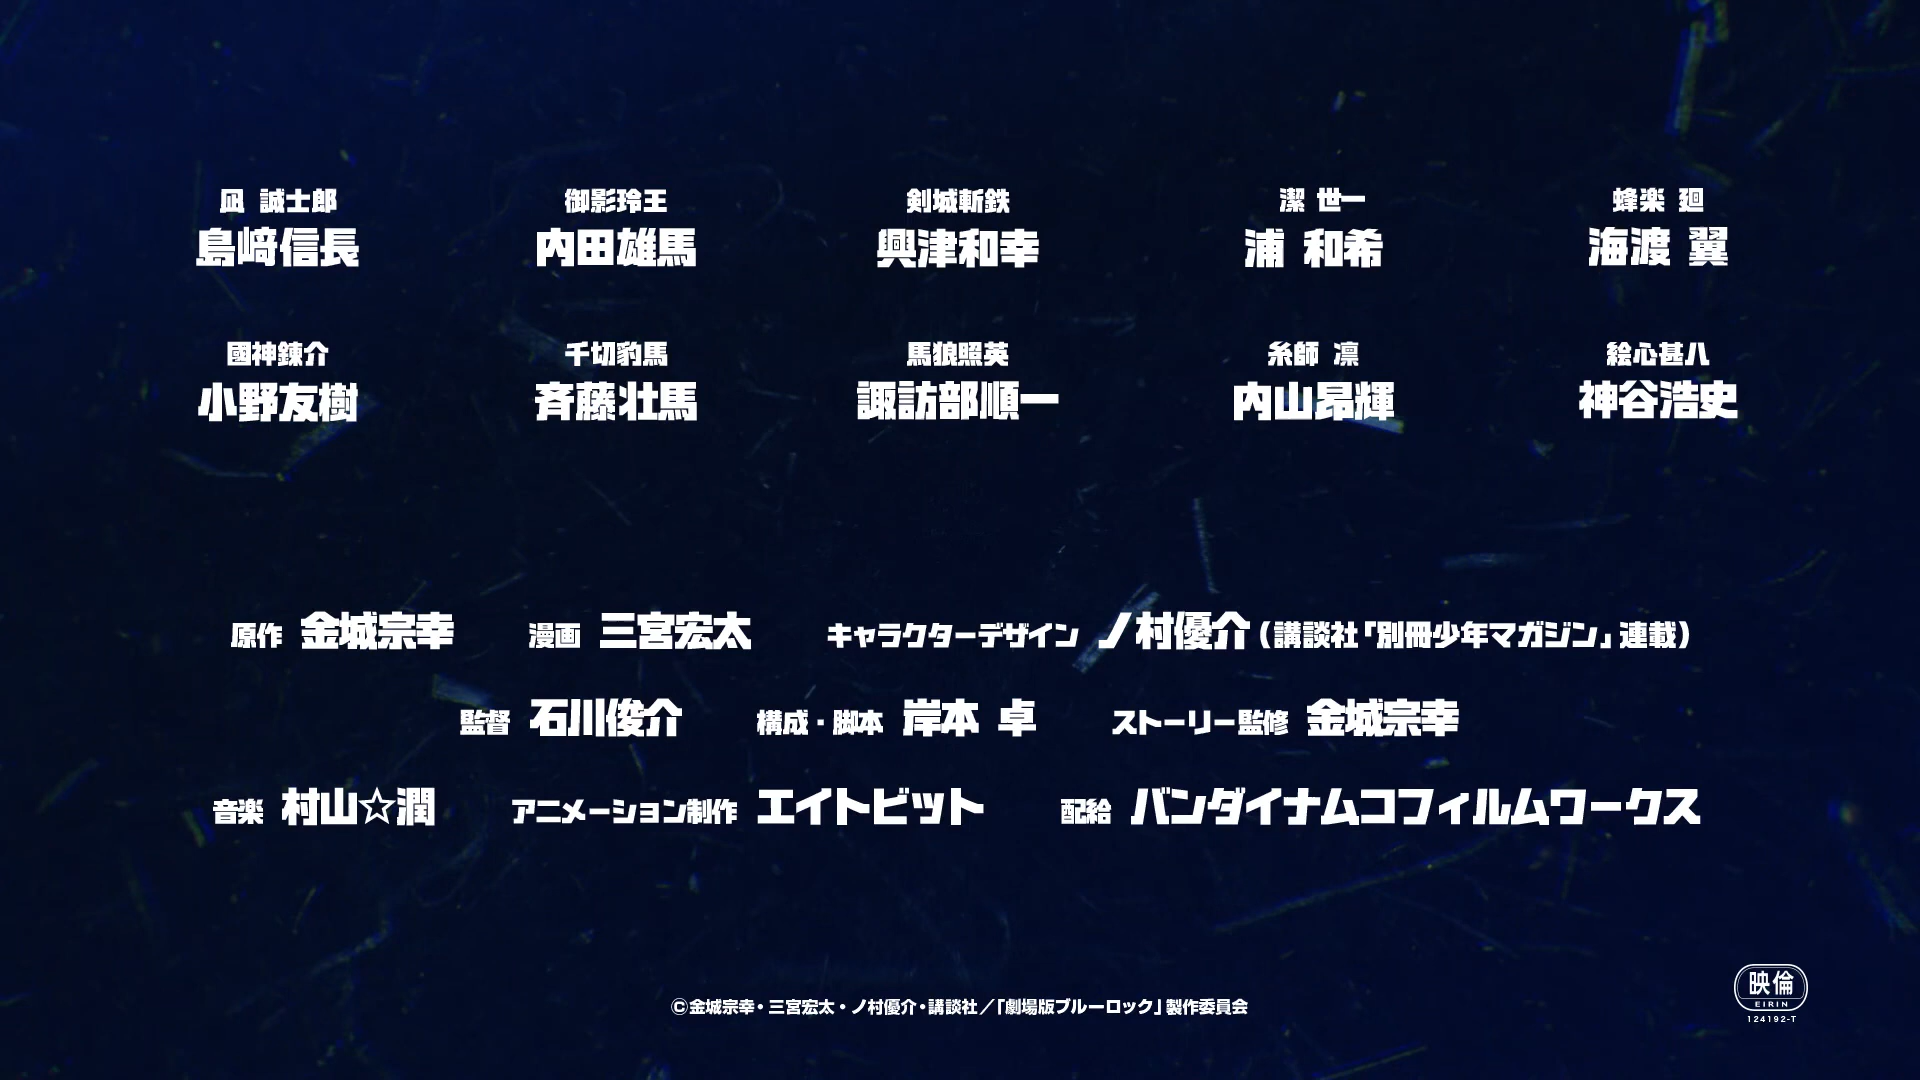 凪 誠士郎 御影玲王 剣城斬鉄 潔 世一 蜂楽 廻
島﨑信長 内田雄馬 興津和幸 浦 和希 海渡 翼
國神錬介 千切豹馬 馬狼照英 糸師 凛 絵心甚八
小野友樹 斉藤壮馬 諏訪部順一 内山昂輝 神谷浩史
原作 金城宗幸 漫画 三宮宏太 キャラクターデザイン ノ村優介(講談社「別冊少年マガジン」連載)
監督 石川俊介 構成・脚本 岸本 卓 ストーリー監修 金城宗幸
音楽 村山☆潤 アニメーション制作 エイトビット 配給 バンダイナムコフィルムワークス
©金城宗幸・三宮宏太・ノ村優介・講談社/「劇場版ブルーロック」製作委員会
映倫
EIRIN
124192-T